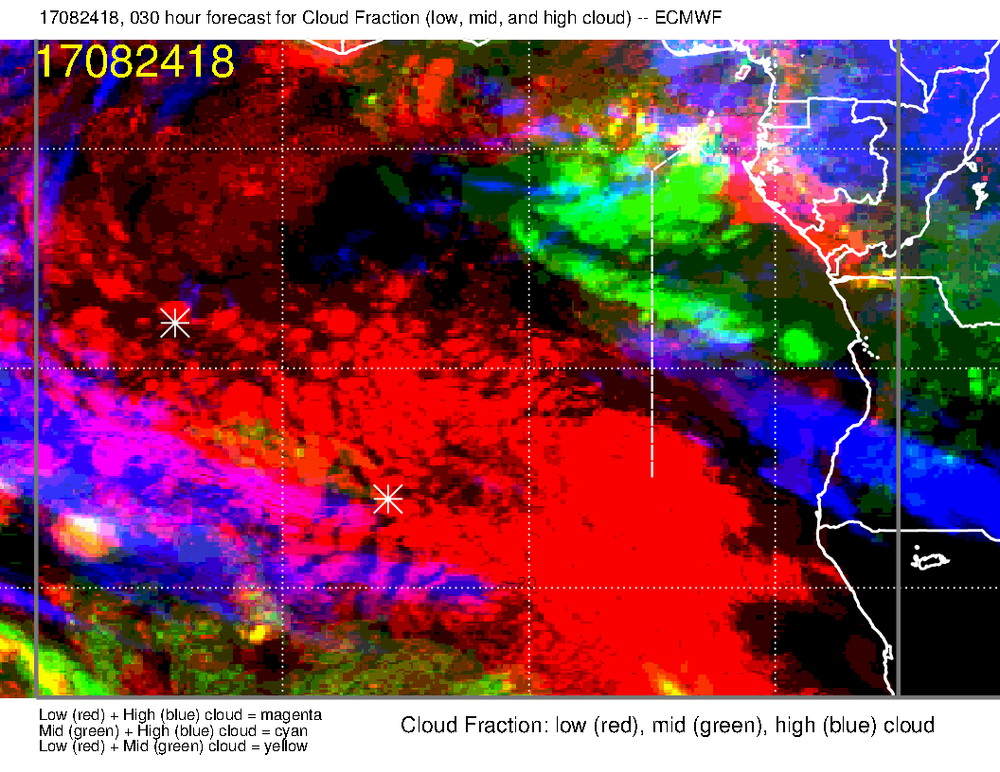 17082418, 030 hour forecast for Cloud Fraction (low, mid, and high cloud) -- ECMWF
17082418
Low (red) + High (blue) cloud = magenta
Mid (green) + High (blue) cloud = cyan
Low (red) + Mid (green) cloud = yellow
Cloud Fraction: low (red), mid (green), high (blue) cloud